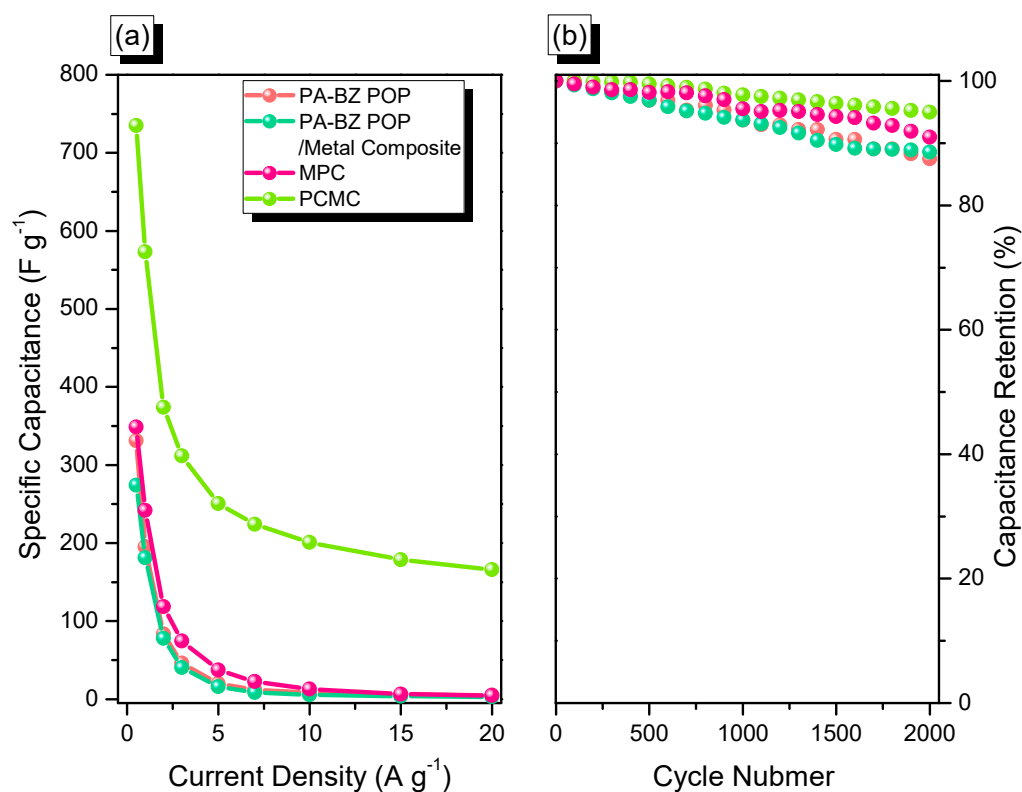 (a)
800
700
600
500
400
300
200
100
0
Specific Capacitance (F g⁻¹)
PA-BZ POP
PA-BZ POP
/Metal Composite
MPC
PCMC
0 5 10 15 20
Current Density (A g⁻¹)
(b)
100
80
60
40
20
0
Capacitance Retention (%)
0 500 1000 1500 2000
Cycle Nubmer